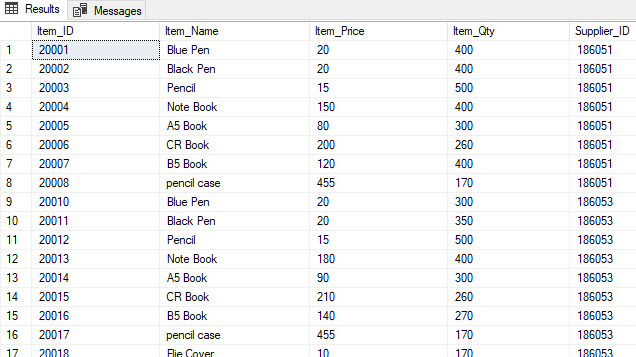 Results Messages
Item_ID Item_Name Item_Price Item_Qty Supplier_ID
1 20001 Blue Pen 20 400 186051
2 20002 Black Pen 20 400 186051
3 20003 Pencil 15 500 186051
4 20004 Note Book 150 400 186051
5 20005 A5 Book 80 300 186051
6 20006 CR Book 200 260 186051
7 20007 B5 Book 120 400 186051
8 20008 pencil case 455 170 186051
9 20010 Blue Pen 20 300 186053
10 20011 Black Pen 20 350 186053
11 20012 Pencil 15 500 186053
12 20013 Note Book 180 400 186053
13 20014 A5 Book 90 300 186053
14 20015 CR Book 210 260 186053
15 20016 B5 Book 140 270 186053
16 20017 pencil case 455 170 186053
17 20018 Flie Cover 10 170 186053